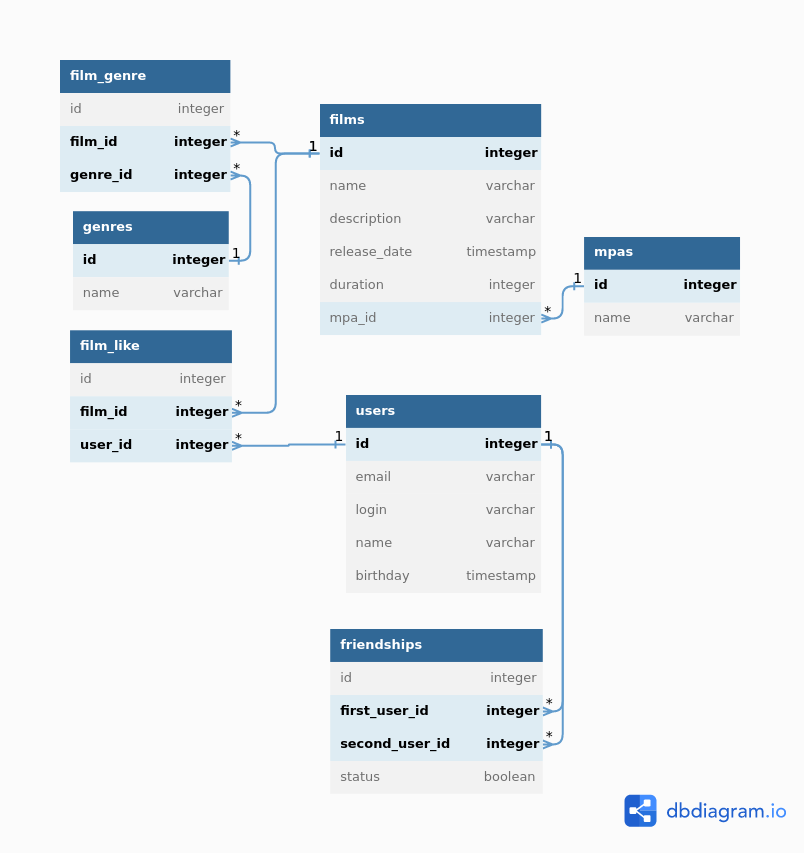 film_genre
id integer
film_id integer *
genre_id integer *
genres
id integer 1
name varchar
film_like
id integer
film_id integer *
user_id integer *
films
1 id integer
name varchar
description varchar
release_date timestamp
duration integer
mpa_id integer *
mpas
1 id integer
name varchar
users
1 id integer 1
email varchar
login varchar
name varchar
birthday timestamp
friendships
id integer
first_user_id integer *
second_user_id integer *
status boolean
dbdiagram.io